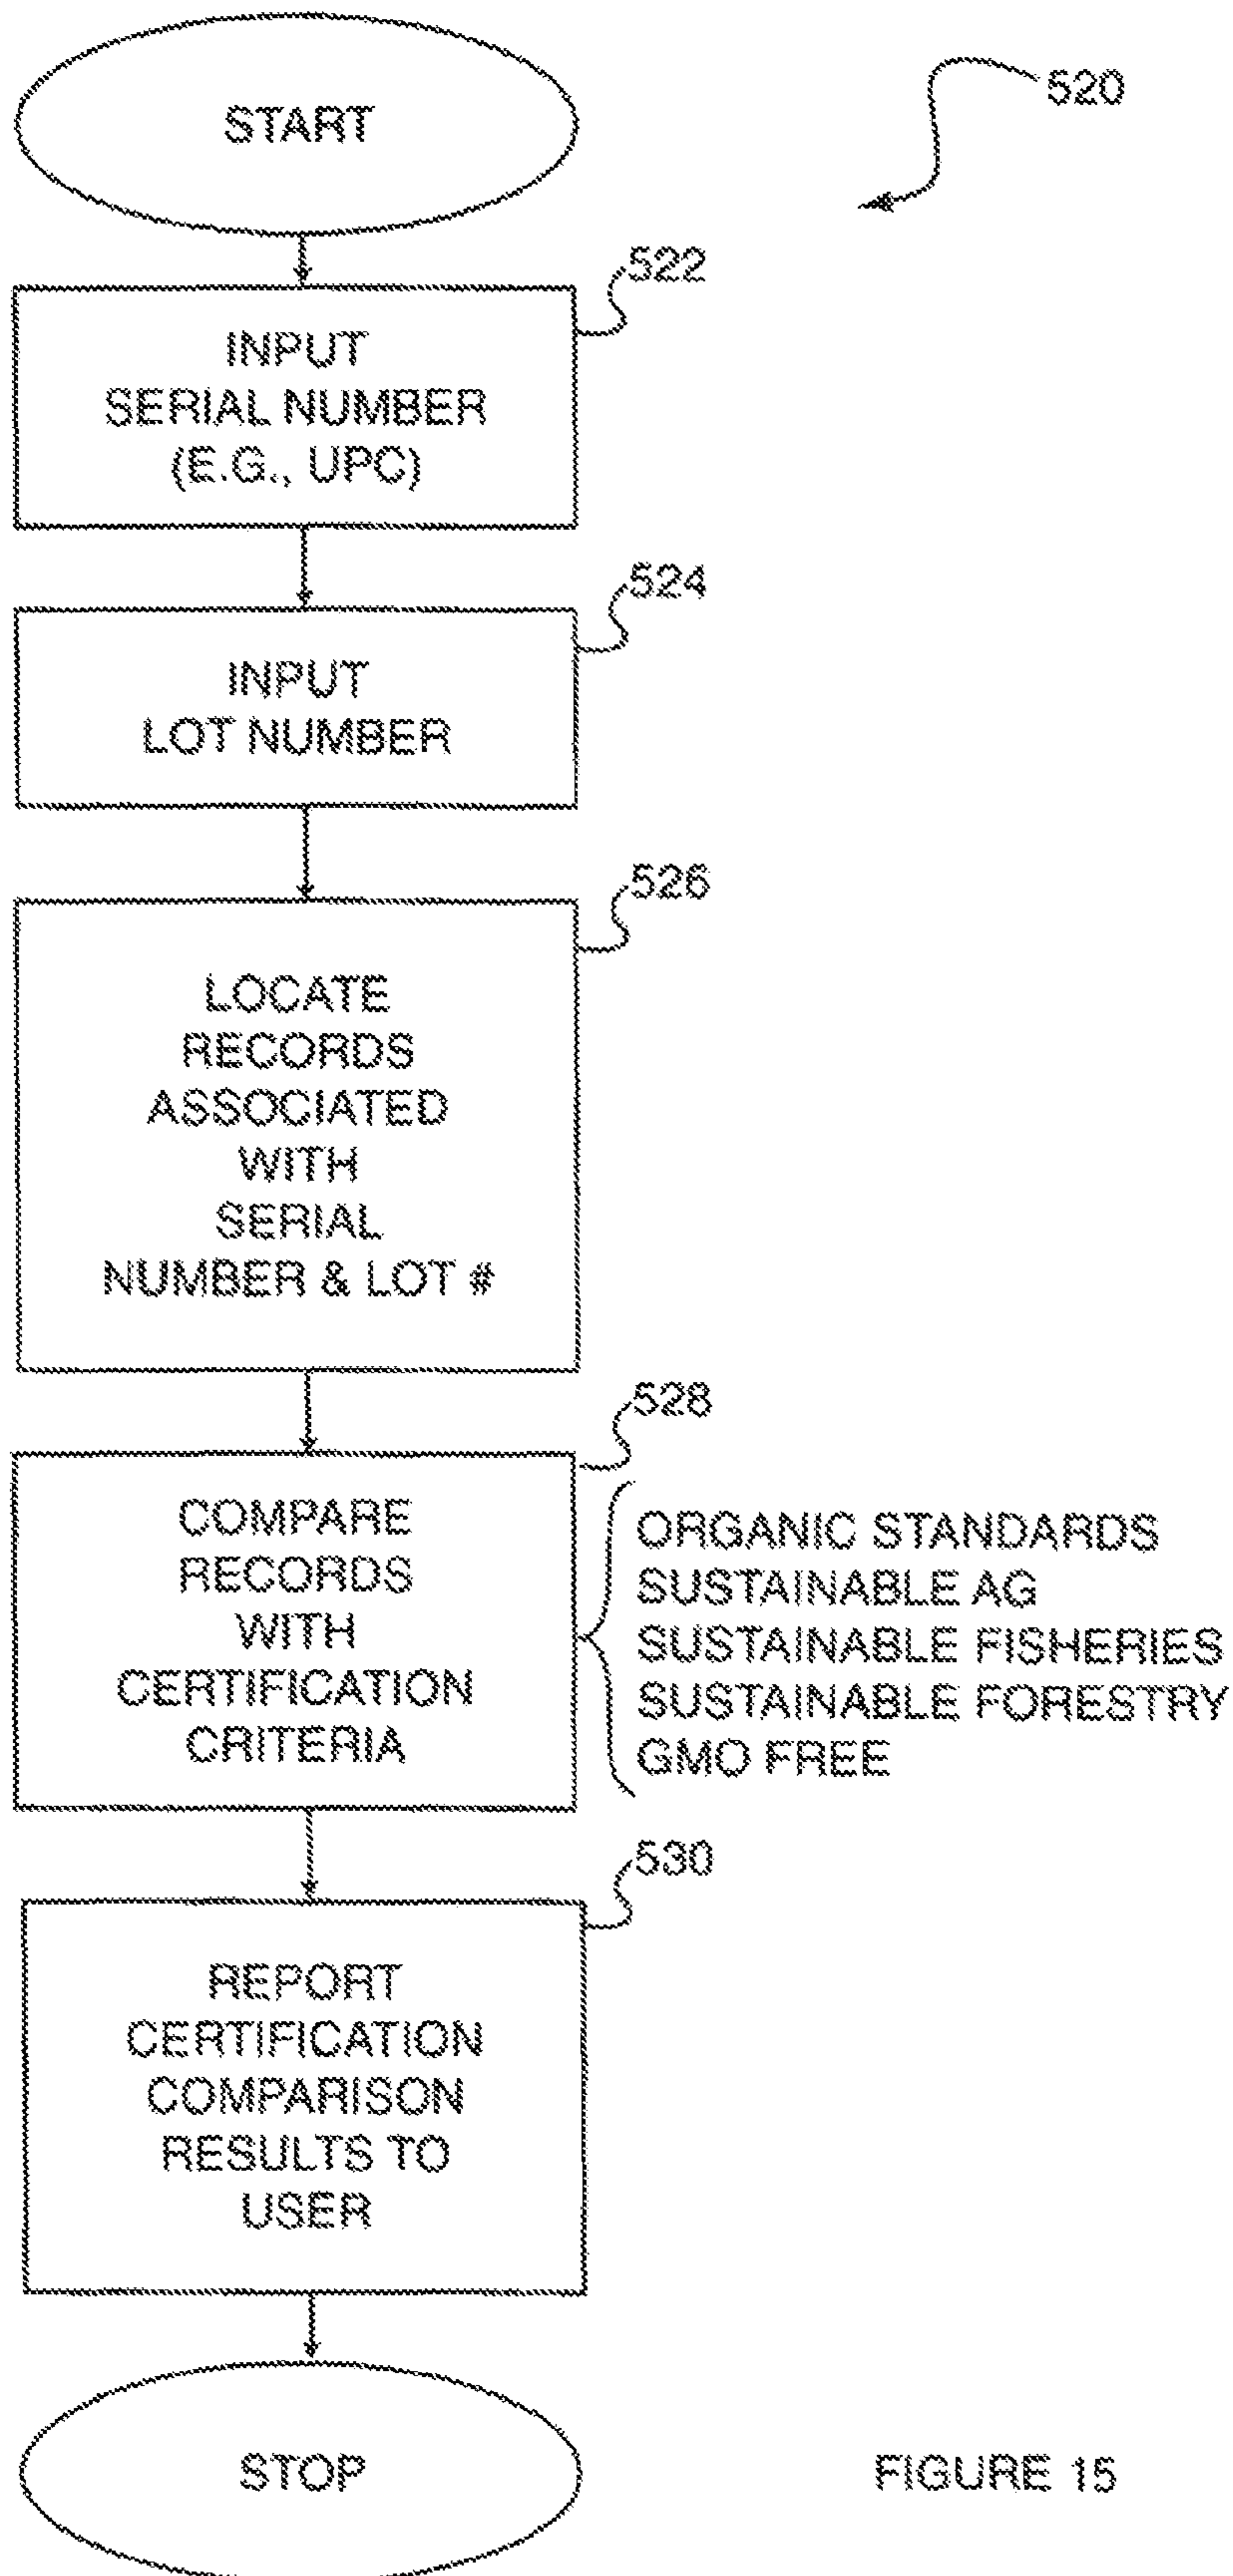 START
520
522
INPUT
SERIAL NUMBER
(E.G., UPC)
524
INPUT
LOT NUMBER
526
LOCATE
RECORDS
ASSOCIATED
WITH
SERIAL
NUMBER & LOT #
528
COMPARE
RECORDS
WITH
CERTIFICATION
CRITERIA
ORGANIC STANDARDS
SUSTAINABLE AG
SUSTAINABLE FISHERIES
SUSTAINABLE FORESTRY
GMO FREE
530
REPORT
CERTIFICATION
COMPARISON
RESULTS TO
USER
STOP
FIGURE 15